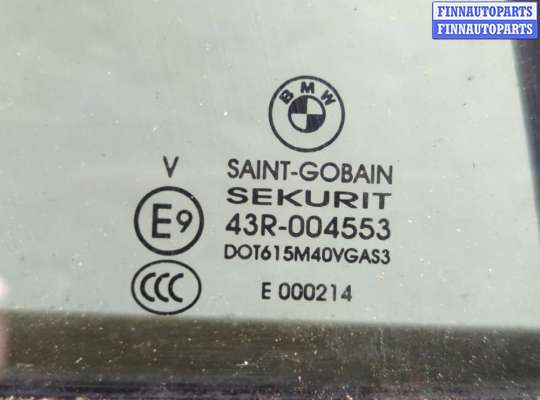 FINNAUTOPARTS
FINNAUTOPARTS
BMW
V SAINT-GOBAIN
SEKURIT
E9 43R-004553
DOT615M40VGAS3
CCC E 000214